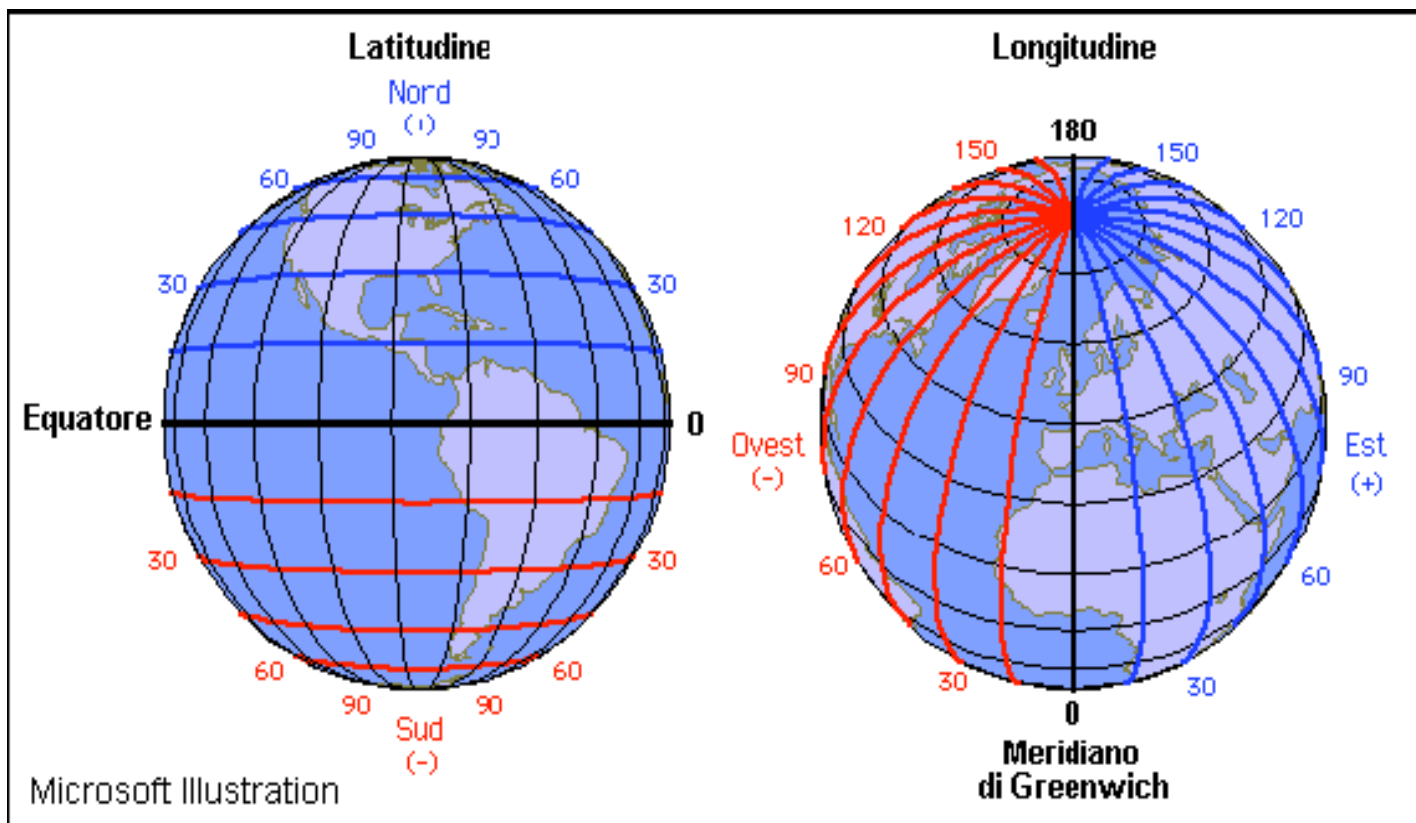 Latitudine
Nord
(+)
90 90
60 60
30 30
Equatore 0
30 30
60 60
90 90
Sud
(-)
Microsoft Illustration
Longitudine
180
150 150
120 120
90 90
Ovest Est
(-) (+)
60 60
30 30
0
Meridiano
di Greenwich